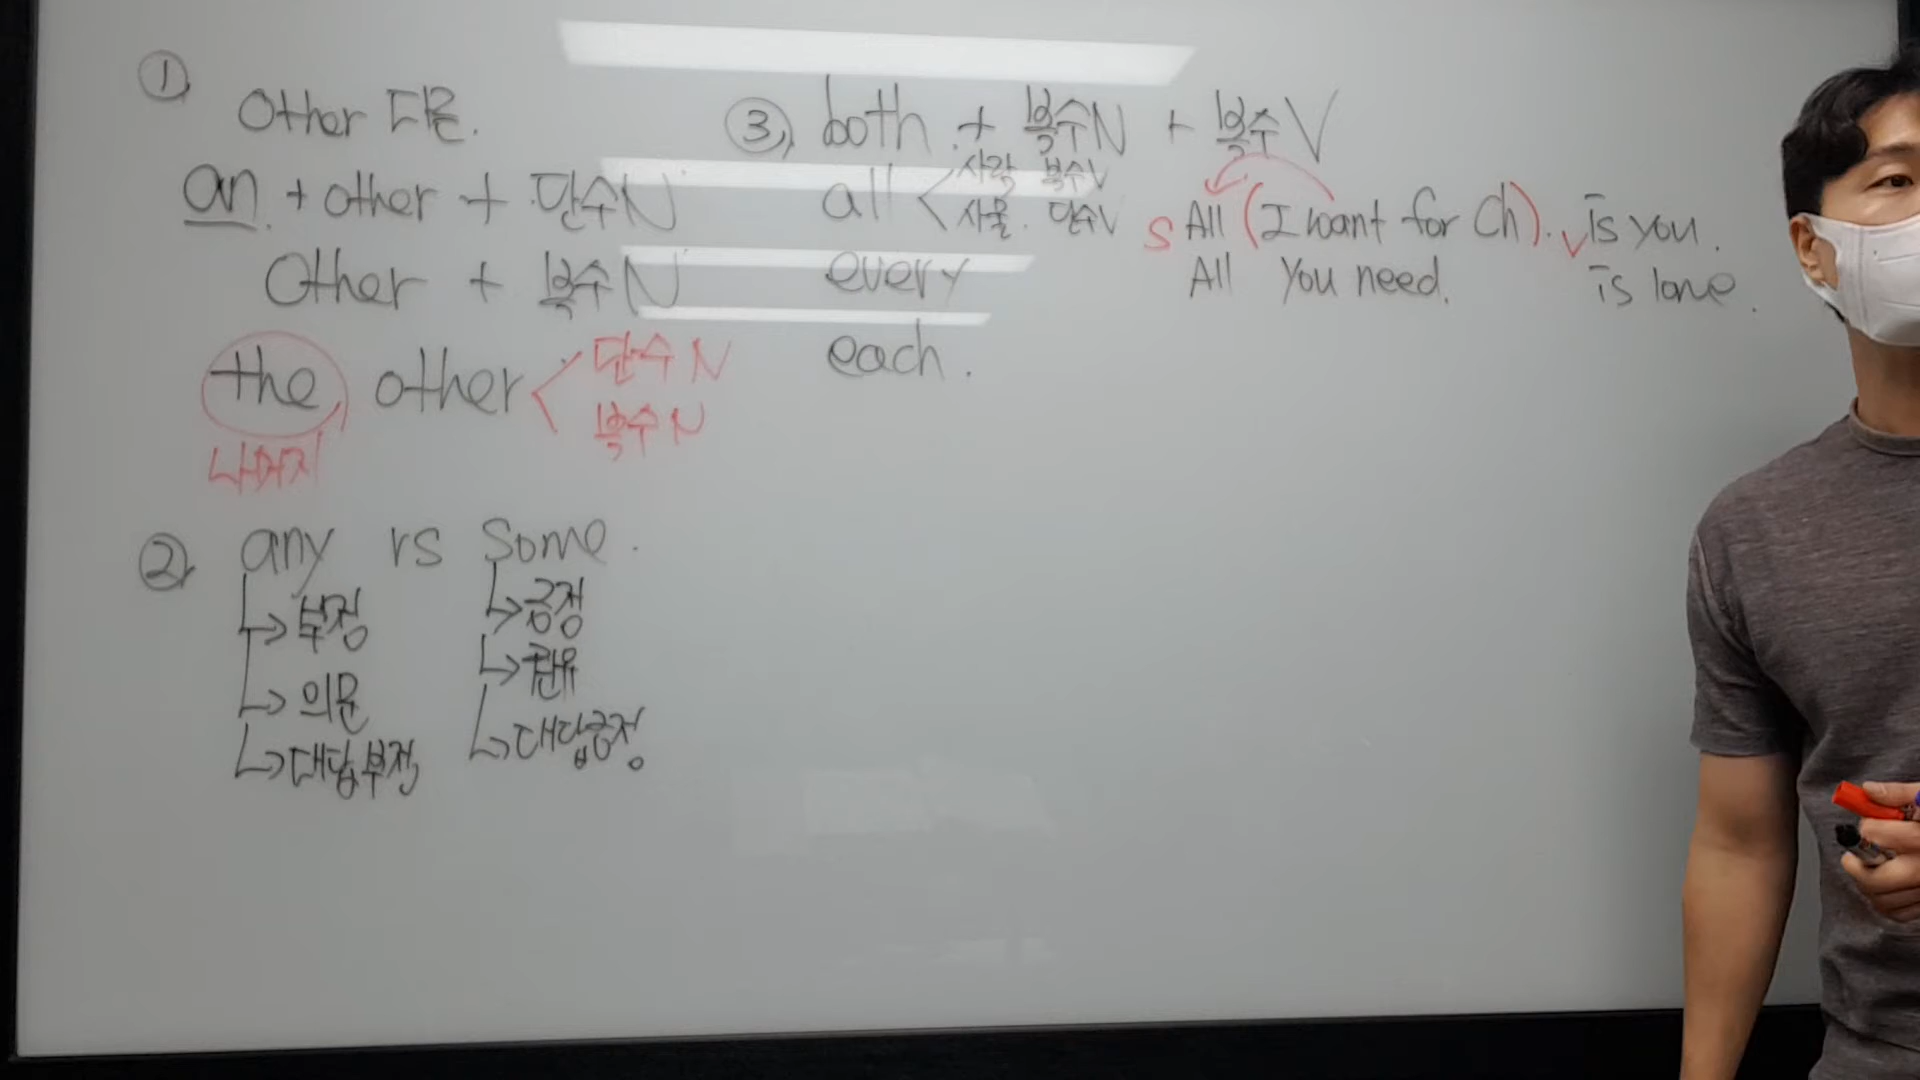 ① Other 다른.
an + other + 단수N
Other + 복수N
the other < 단수 N
복수 N
나머지
② any vs some.
↳ 부정 ↳ 긍정
↳ 의문 ↳ 권유
↳ 대답부정 ↳ 대답긍정
③ both + 복수N + 복수V
all < 사람 복수V
사물. 단수V
every
each.
S All (I want for Ch). V is you.
All you need. is love.